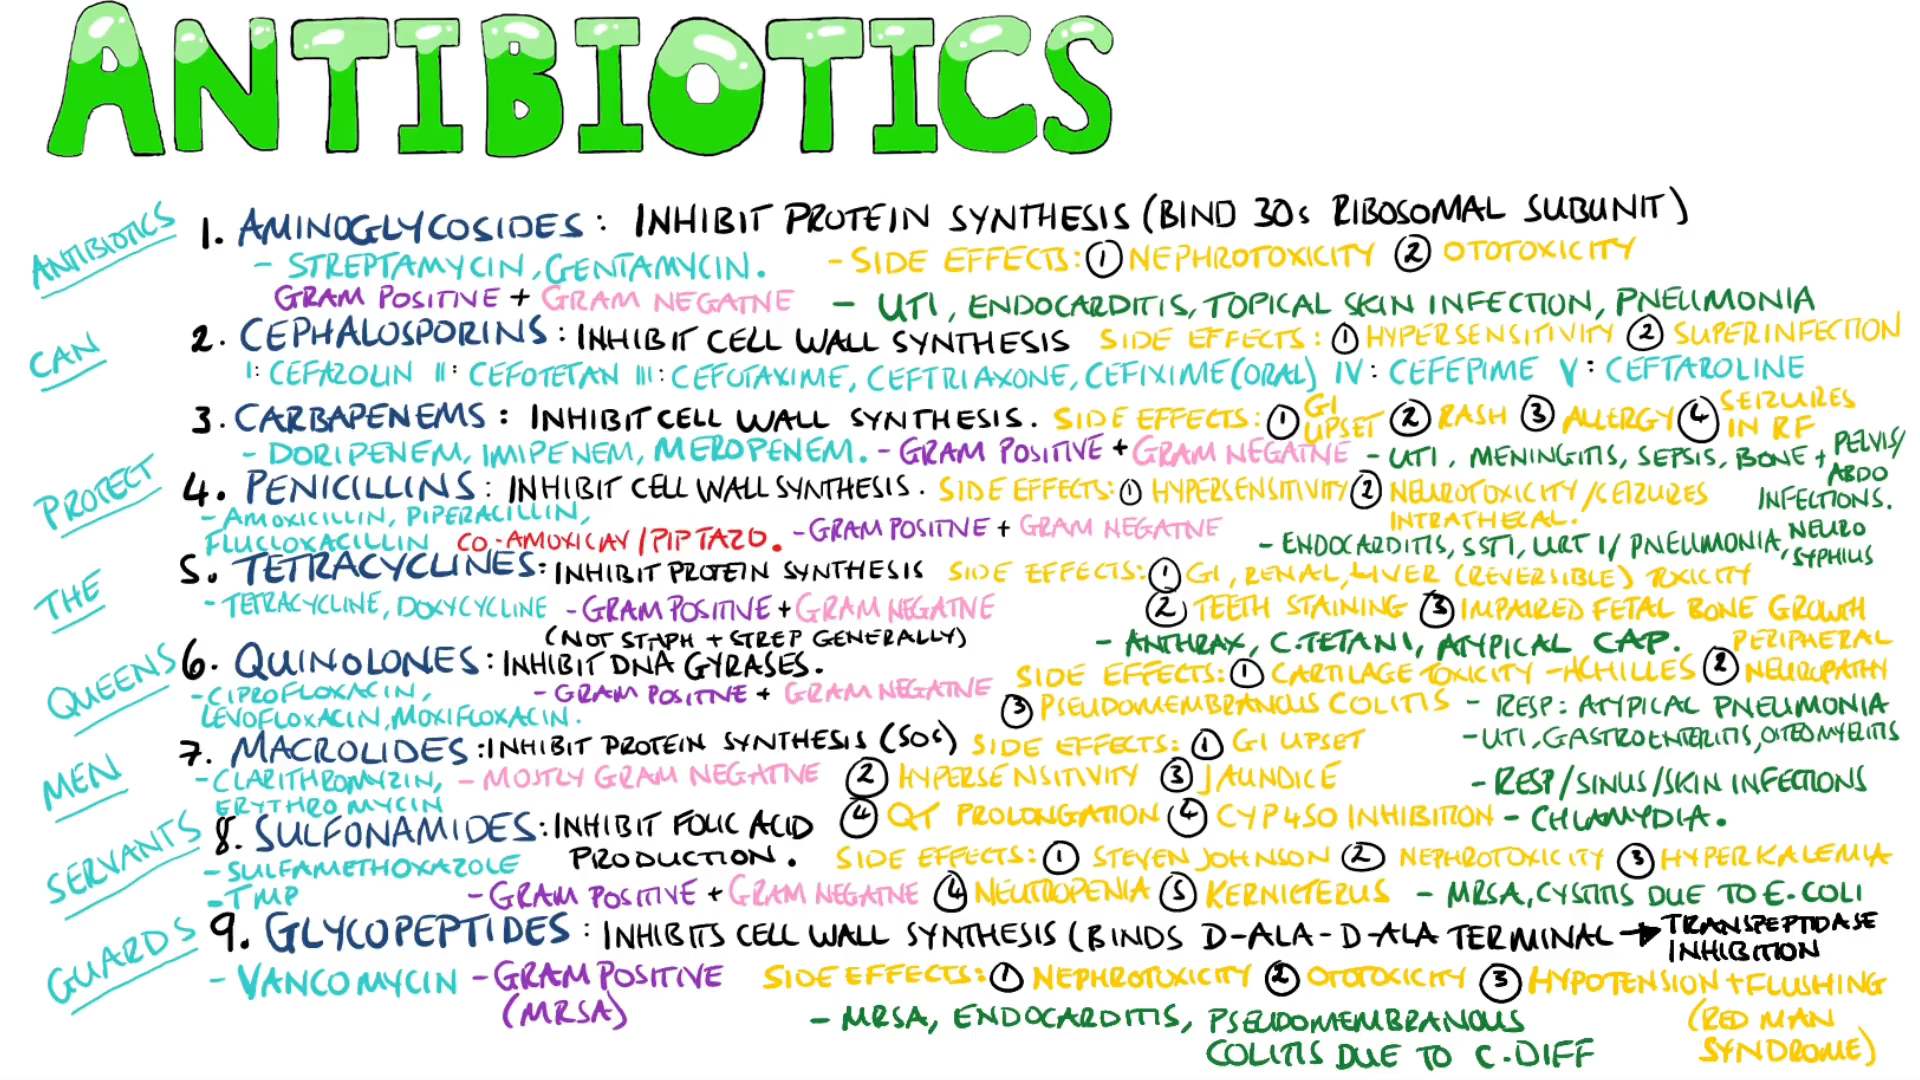 ANTIBIOTICS
ANTIBIOTICS
1. AMINOGLYCOSIDES: INHIBIT PROTEIN SYNTHESIS (BIND 30s RIBOSOMAL SUBUNIT)
- STREPTAMYCIN, GENTAMYCIN. - SIDE EFFECTS: ① NEPHROTOXICITY ② OTOTOXICITY
GRAM POSITIVE + GRAM NEGATIVE - UTI, ENDOCARDITIS, TOPICAL SKIN INFECTION, PNEUMONIA
CAN
2. CEPHALOSPORINS: INHIBIT CELL WALL SYNTHESIS SIDE EFFECTS: ① HYPERSENSITIVITY ② SUPERINFECTION
I: CEFAZOLIN II: CEFOTETAN III: CEFOTAXIME, CEFTRIAXONE, CEFIXIME (ORAL) IV: CEFEPIME V: CEFTAROLINE
3. CARBAPENEMS: INHIBIT CELL WALL SYNTHESIS. SIDE EFFECTS: ① GI UPSET ② RASH ③ ALLERGY ④ SEIZURES IN RF
- DORIPENEM, IMIPENEM, MEROPENEM. - GRAM POSITIVE + GRAM NEGATIVE - UTI, MENINGITIS, SEPSIS, BONE + PELVIS/ ABDO INFECTIONS.
PROTECT
4. PENICILLINS: INHIBIT CELL WALL SYNTHESIS. SIDE EFFECTS: ① HYPERSENSITIVITY ② NEUROTOXICITY/CEIZURES INTRATHECAL.
- AMOXICILLIN, PIPERACILLIN,
FLUCLOXACILLIN CO-AMOXICLAV/PIPTAZO. - GRAM POSITIVE + GRAM NEGATIVE - ENDOCARDITIS, SSTI, URTI/PNEUMONIA, NEURO SYPHILIS
THE
5. TETRACYCLINES: INHIBIT PROTEIN SYNTHESIS SIDE EFFECTS: ① GI, RENAL, LIVER (REVERSIBLE) TOXICITY
- TETRACYCLINE, DOXYCYCLINE - GRAM POSITIVE + GRAM NEGATIVE ② TEETH STAINING ③ IMPAIRED FETAL BONE GROWTH
(NOT STAPH + STREP GENERALLY) - ANTHRAX, C.TETANI, ATYPICAL CAP.
QUEENS
6. QUINOLONES: INHIBIT DNA GYRASES. SIDE EFFECTS: ① CARTILAGE TOXICITY - ACHILLES ② PERIPHERAL NEUROPATHY
- CIPROFLOXACIN, - GRAM POSITIVE + GRAM NEGATIVE ③ PSEUDOMEMBRANOUS COLITIS - RESP: ATYPICAL PNEUMONIA
LEVOFLOXACIN, MOXIFLOXACIN. - UTI, GASTROENTERITIS, OSTEOMYELITIS
MEN
7. MACROLIDES: INHIBIT PROTEIN SYNTHESIS (50s) SIDE EFFECTS: ① GI UPSET
- CLARITHROMYZIN, - MOSTLY GRAM NEGATIVE ② HYPERSENSITIVITY ③ JAUNDICE - RESP/SINUS/SKIN INFECTIONS
ERYTHROMYCIN ④ QT PROLONGATION ④ CYP450 INHIBITION - CHLAMYDIA.
SERVANTS
8. SULFONAMIDES: INHIBIT FOLIC ACID PRODUCTION. SIDE EFFECTS: ① STEVEN JOHNSON ② NEPHROTOXICITY ③ HYPERKALEMIA
- SULFAMETHOXAZOLE
- TMP - GRAM POSITIVE + GRAM NEGATIVE ④ NEUTROPENIA ⑤ KERNICTERUS - MRSA, CYSTITIS DUE TO E.COLI
GUARDS
9. GLYCOPEPTIDES: INHIBITS CELL WALL SYNTHESIS (BINDS D-ALA-D-ALA TERMINAL → TRANSPEPTIDASE INHIBITION
- VANCOMYCIN - GRAM POSITIVE SIDE EFFECTS: ① NEPHROTOXICITY ② OTOTOXICITY ③ HYPOTENSION + FLUSHING
(MRSA) - MRSA, ENDOCARDITIS, PSEUDOMEMBRANOUS (RED MAN
COLITIS DUE TO C.DIFF SYNDROME)